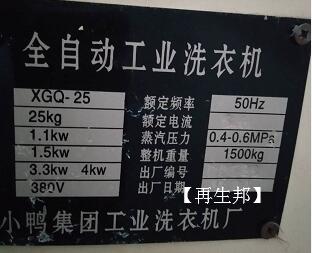 全自动工业洗衣机
XGQ-25 额定频率 50Hz
25kg 额定电流
1.1kw 蒸汽压力 0.4-0.6MPa
1.5kw 整机重量 1500kg
3.3kw 4kw 出厂编号
380V 出厂日期
【再生邦】
小鸭集团工业洗衣机厂